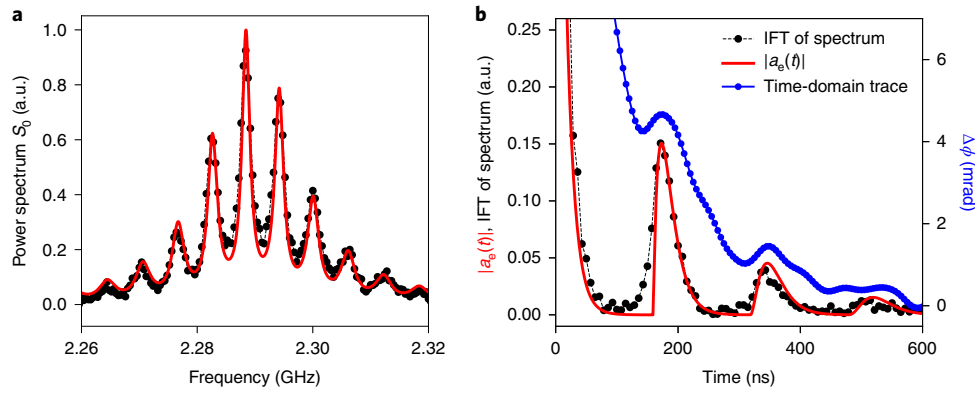 a
Power spectrum S0 (a.u.)
1.0
0.8
0.6
0.4
0.2
0.0
2.26
2.28
2.30
2.32
Frequency (GHz)
b
|ae(t)|, IFT of spectrum (a.u.)
0.25
0.20
0.15
0.10
0.05
0.00
IFT of spectrum
|ae(t)|
Time-domain trace
6
4
2
0
Δϕ (mrad)
0
200
400
600
Time (ns)